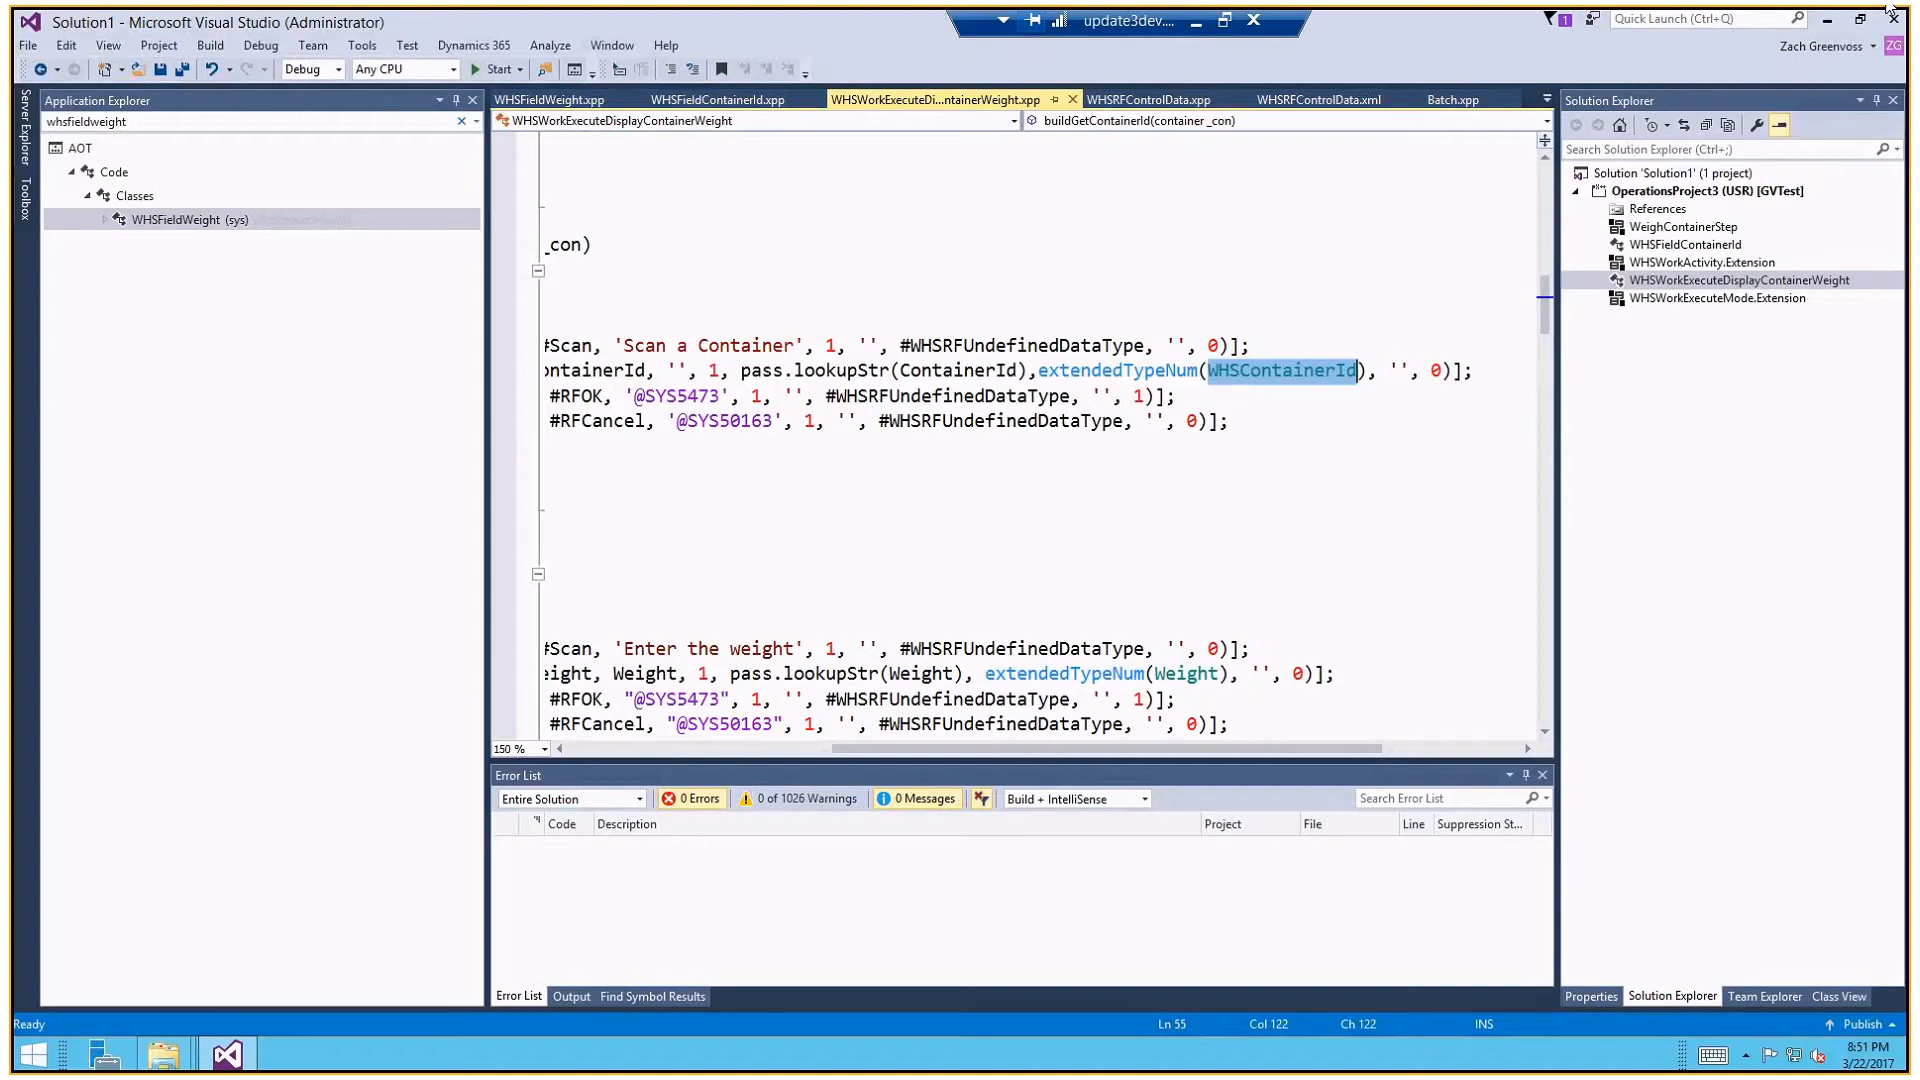 Solution1 - Microsoft Visual Studio (Administrator)
update3dev....
1
Quick Launch (Ctrl+Q)
File Edit View Project Build Debug Team Tools Test Dynamics 365 Analyze Window Help
Zach Greenvoss ZG
Debug Any CPU Start
Server Explorer
Toolbox
Application Explorer
whsfieldweight
AOT
Code
Classes
WHSFieldWeight (sys)
WHSFieldWeight.xpp WHSFieldContainerId.xpp WHSWorkExecuteDi...ntainerWeight.xpp WHSRFControlData.xpp WHSRFControlData.xml Batch.xpp
WHSWorkExecuteDisplayContainerWeight buildGetContainerId(container _con)
_con)
#Scan, 'Scan a Container', 1, '', #WHSRFUndefinedDataType, '', 0)];
ontainerId, '', 1, pass.lookupStr(ContainerId),extendedTypeNum(WHSContainerId), '', 0)];
#RFOK, '@SYS5473', 1, '', #WHSRFUndefinedDataType, '', 1)];
#RFCancel, '@SYS50163', 1, '', #WHSRFUndefinedDataType, '', 0)];
#Scan, 'Enter the weight', 1, '', #WHSRFUndefinedDataType, '', 0)];
eight, Weight, 1, pass.lookupStr(Weight), extendedTypeNum(Weight), '', 0)];
#RFOK, "@SYS5473", 1, '', #WHSRFUndefinedDataType, '', 1)];
#RFCancel, "@SYS50163", 1, '', #WHSRFUndefinedDataType, '', 0)];
150 %
Error List
Entire Solution 0 Errors 0 of 1026 Warnings 0 Messages Build + IntelliSense Search Error List
Code Description Project File Line Suppression St...
Error List Output Find Symbol Results
Solution Explorer
Search Solution Explorer (Ctrl+;)
Solution 'Solution1' (1 project)
OperationsProject3 (USR) [GVTest]
References
WeighContainerStep
WHSFieldContainerId
WHSWorkActivity.Extension
WHSWorkExecuteDisplayContainerWeight
WHSWorkExecuteMode.Extension
Properties Solution Explorer Team Explorer Class View
Ready Ln 55 Col 122 Ch 122 INS Publish
8:51 PM
3/22/2017